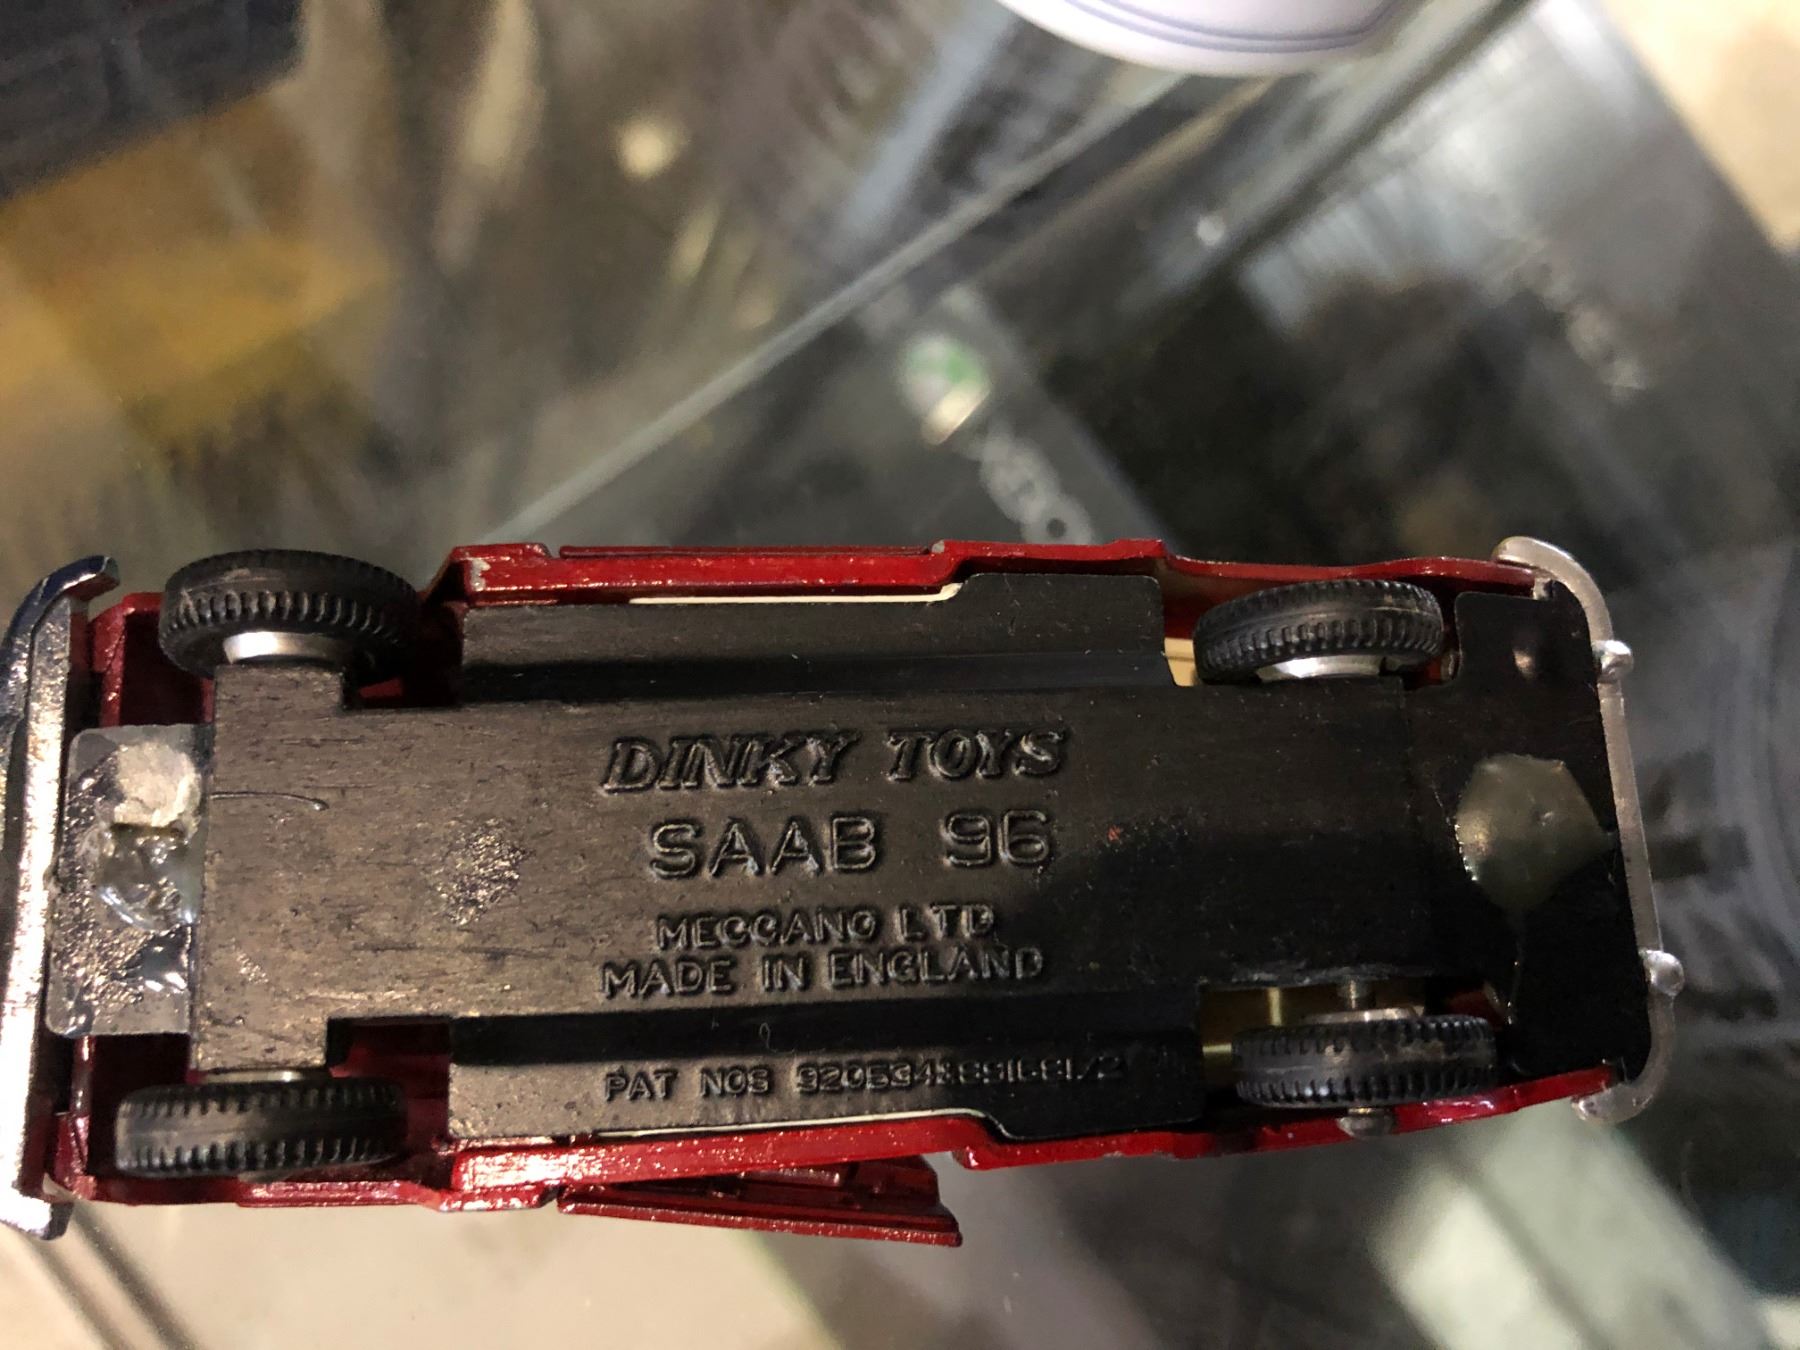 DINKY TOYS
SAAB 96
MECCANO LTD
MADE IN ENGLAND
PAT NOS